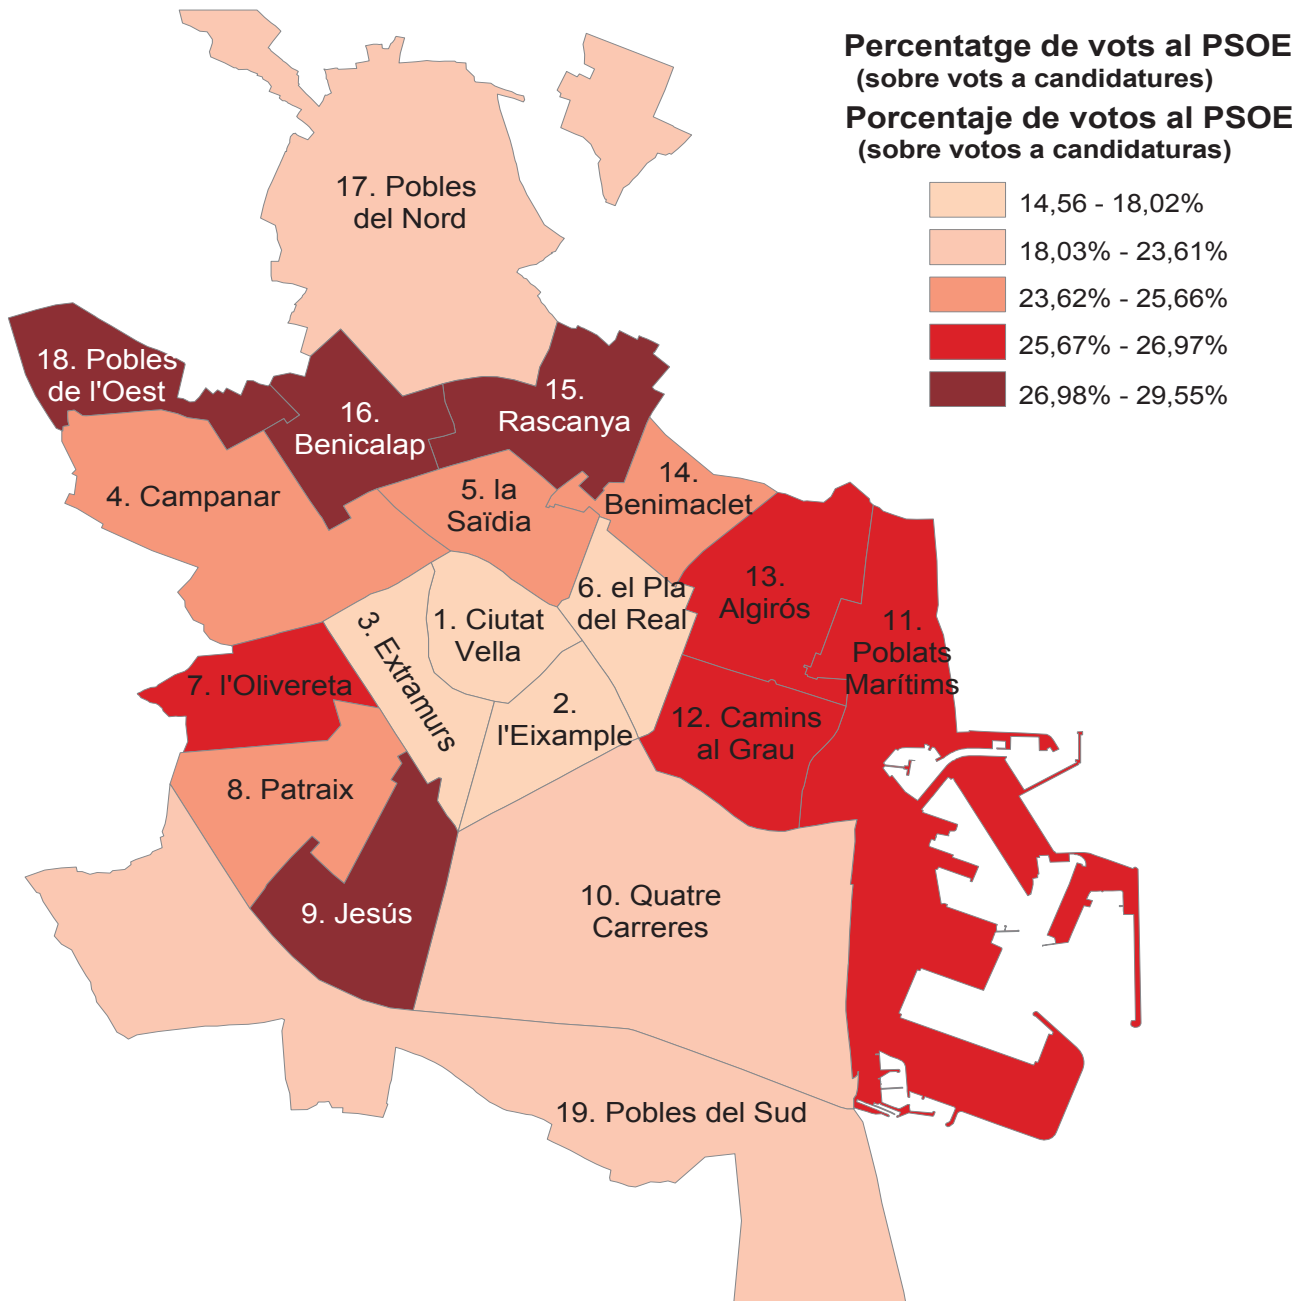 Percentatge de vots al PSOE
(sobre vots a candidatures)
Porcentaje de votos al PSOE
(sobre votos a candidaturas)
14,56 - 18,02%
18,03% - 23,61%
23,62% - 25,66%
25,67% - 26,97%
26,98% - 29,55%
17. Pobles
del Nord
18. Pobles
de l'Oest
16.
Benicalap
15.
Rascanya
4. Campanar
5. la
Saïdia
14.
Benimaclet
6. el Pla
del Real
13.
Algirós
3. Extramurs
1. Ciutat
Vella
11.
Poblats
Marítims
7. l'Olivereta
2.
l'Eixample
12. Camins
al Grau
8. Patraix
9. Jesús
10. Quatre
Carreres
19. Pobles del Sud